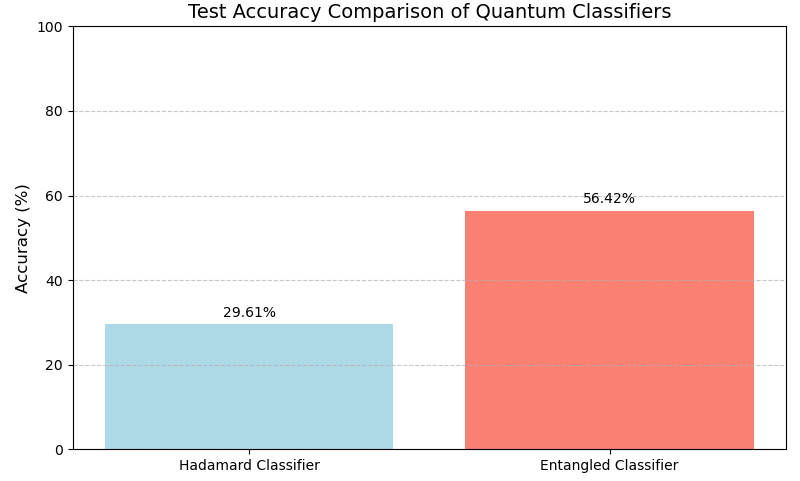 Test Accuracy Comparison of Quantum Classifiers
Accuracy (%)
100
80
60
40
20
0
29.61%
56.42%
Hadamard Classifier
Entangled Classifier